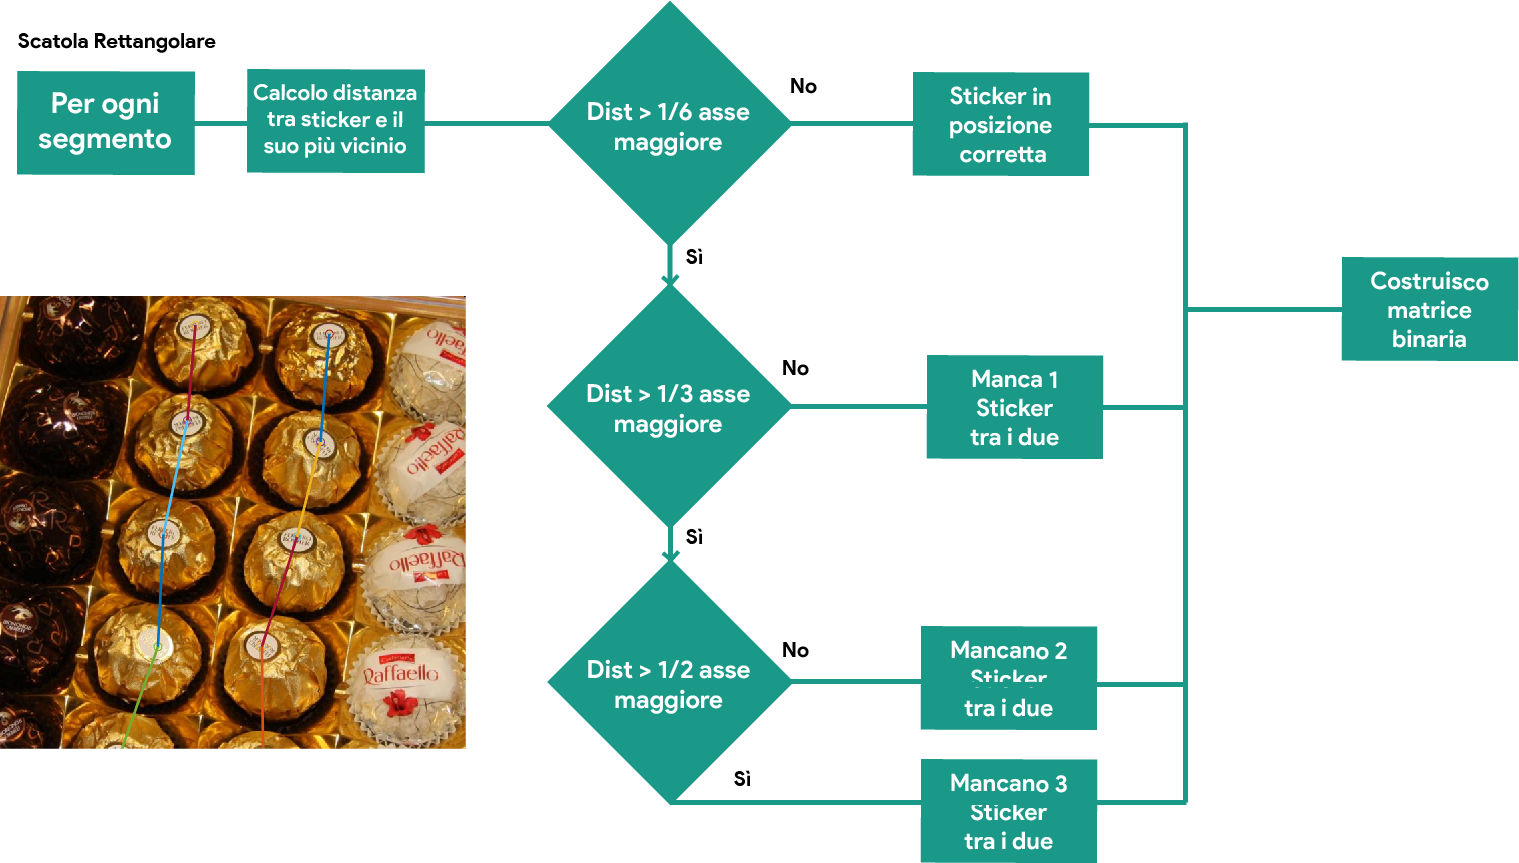 Scatola Rettangolare
Per ogni
segmento
Calcolo distanza
tra sticker e il
suo più vicinio
Dist > 1/6 asse
maggiore
No
Sticker in
posizione
corretta
Sì
Dist > 1/3 asse
maggiore
No
Manca 1
Sticker
tra i due
Sì
Dist > 1/2 asse
maggiore
No
Mancano 2
Sticker
tra i due
Sì
Mancano 3
Sticker
tra i due
Costruisco
matrice
binaria
Raffaello
Raffaello
Raffaello
Raffaello